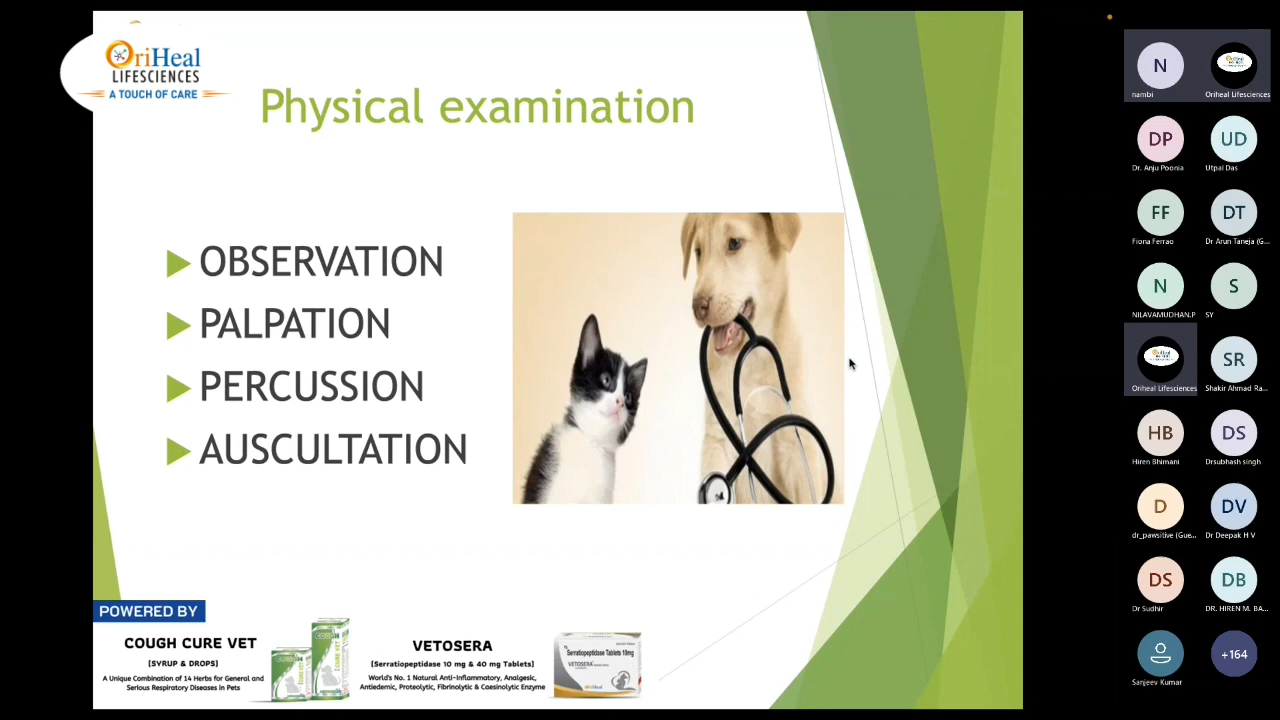 OriHeal
LIFESCIENCES
A TOUCH OF CARE
Physical examination
OBSERVATION
PALPATION
PERCUSSION
AUSCULTATION
POWERED BY
COUGH CURE VET
(SYRUP & DROPS)
A Unique Combination of 14 Herbs for General and
Serious Respiratory Diseases in Pets
VETOSERA
(Serratiopeptidase 10 mg & 40 mg Tablets)
World's No. 1 Natural Anti-Inflammatory, Analgesic,
Antiedemic, Proteolytic, Fibrinolytic & Caesinolytic Enzyme
Serratiopeptidase Tablets 10mg
VETOSERA
OriHeal
N
nambi
Oriheal Lifesciences
DP
Dr. Anju Poonia
UD
Utpal Das
FF
Fiona Ferrao
DT
Dr Arun Taneja (G...
N
NILAVAMUDHAN.P
S
SY
Oriheal Lifesciences
SR
Shakir Ahmad Ra...
HB
Hiren Bhimani
DS
Drsubhash singh
D
dr_pawsitive (Gue...
DV
Dr Deepak H V
DS
Dr Sudhir
DB
DR. HIREN M. BA...
Sanjeev Kumar
+164